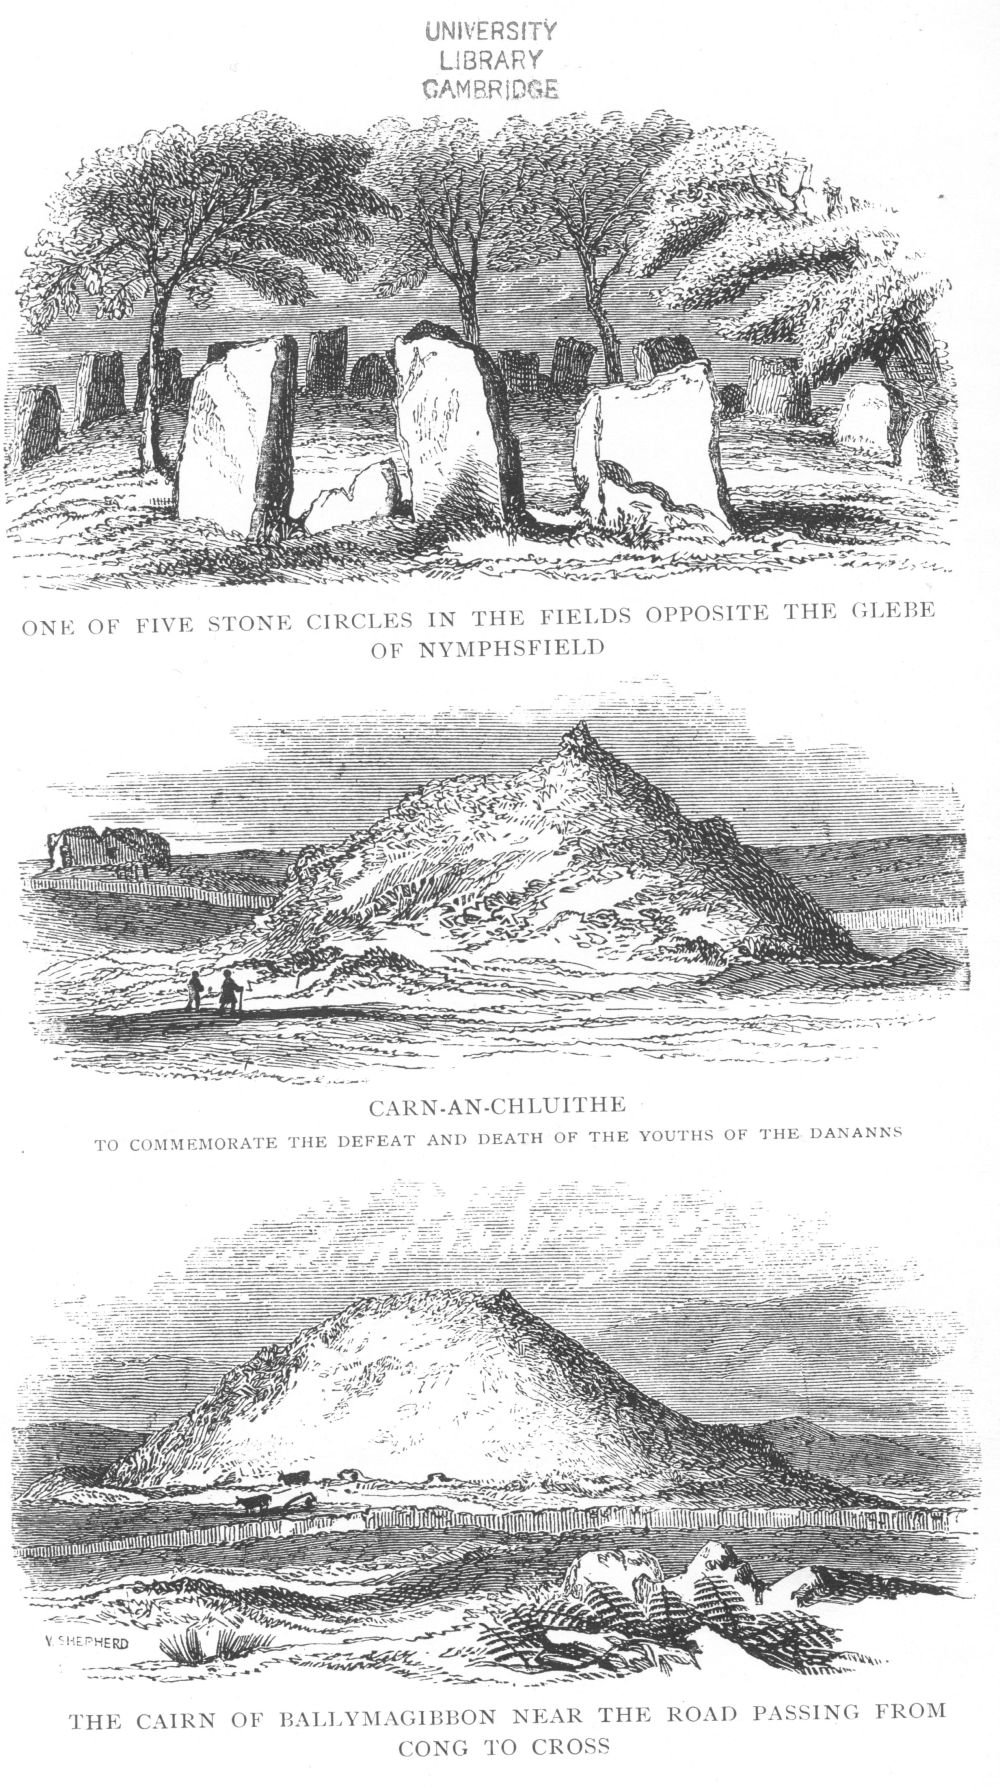 UNIVERSITY
LIBRARY
CAMBRIDGE
ONE OF FIVE STONE CIRCLES IN THE FIELDS OPPOSITE THE GLEBE
OF NYMPHSFIELD
CARN-AN-CHLUITHE
TO COMMEMORATE THE DEFEAT AND DEATH OF THE YOUTHS OF THE DANANNS
V. SHEPHERD
THE CAIRN OF BALLYMAGIBBON NEAR THE ROAD PASSING FROM
CONG TO CROSS